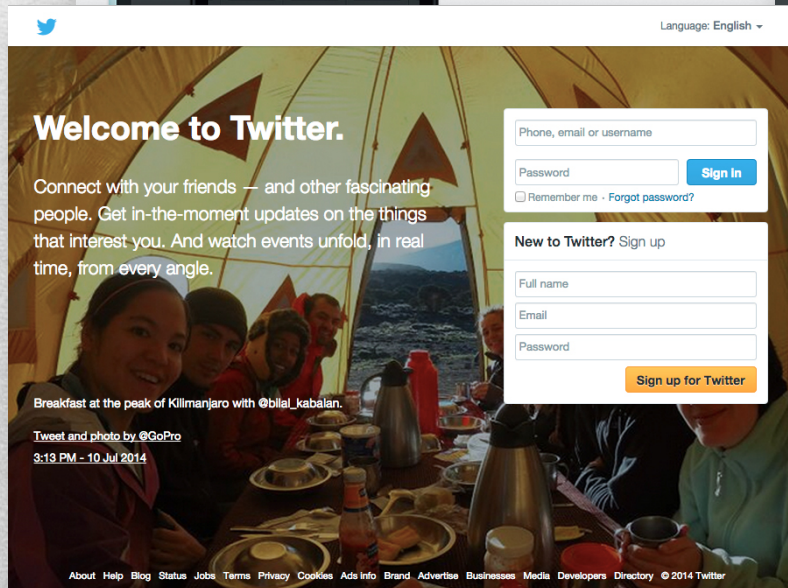 Language: English
Welcome to Twitter.
Connect with your friends — and other fascinating
people. Get in-the-moment updates on the things
that interest you. And watch events unfold, in real
time, from every angle.
Breakfast at the peak of Kilimanjaro with @bilal_kabalan.
Tweet and photo by @GoPro
3:13 PM - 10 Jul 2014
Phone, email or username
Password
Sign in
Remember me · Forgot password?
New to Twitter? Sign up
Full name
Email
Password
Sign up for Twitter
About Help Blog Status Jobs Terms Privacy Cookies Ads info Brand Advertise Businesses Media Developers Directory © 2014 Twitter